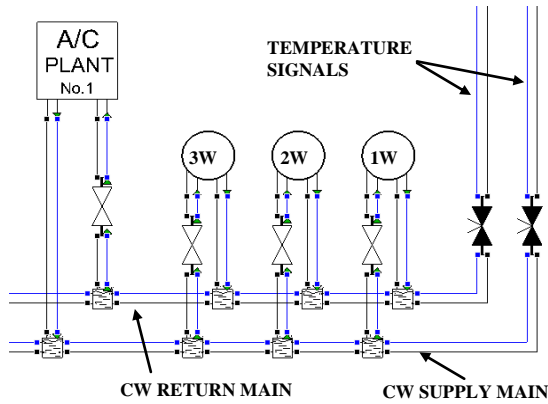 A/C
PLANT
No.1
TEMPERATURE
SIGNALS
3W
2W
1W
CW RETURN MAIN
CW SUPPLY MAIN